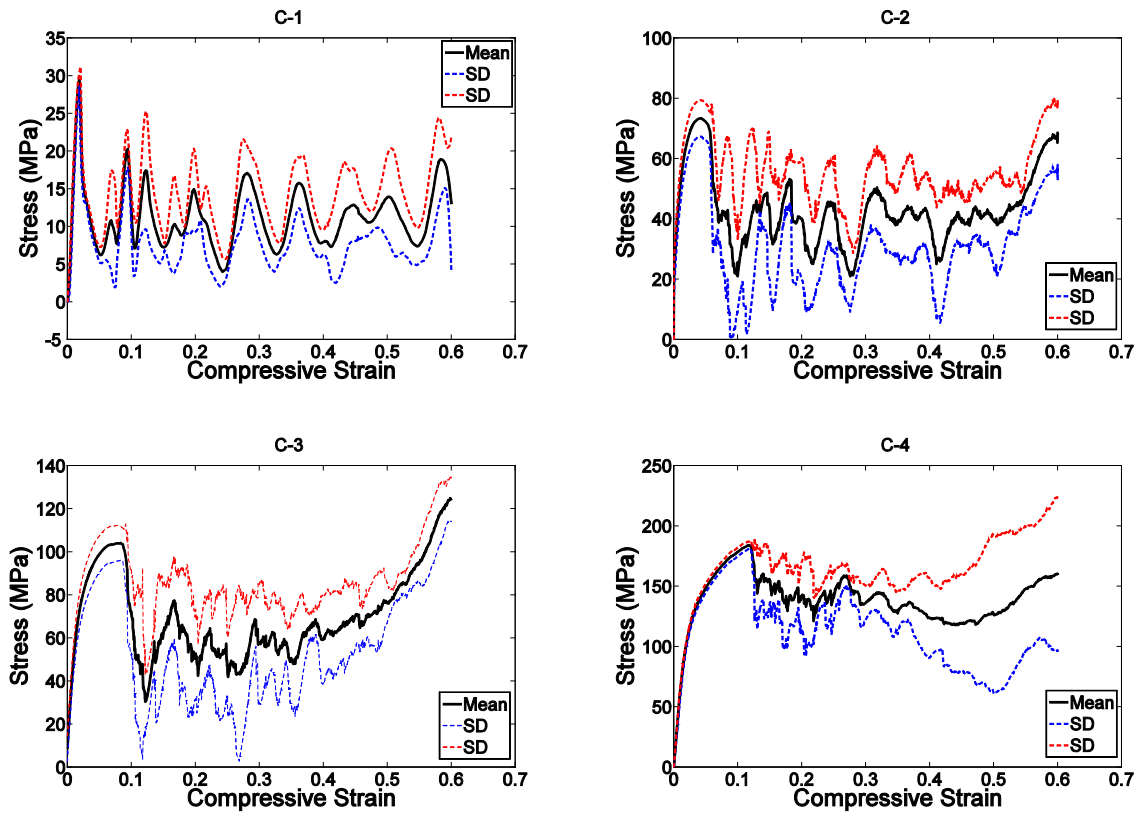 C-1
35
30
25
20
15
10
5
0
-5
Stress (MPa)
Mean
SD
SD
0 0.1 0.2 0.3 0.4 0.5 0.6 0.7
Compressive Strain
C-2
100
80
60
40
20
0
Stress (MPa)
Mean
SD
SD
0 0.1 0.2 0.3 0.4 0.5 0.6 0.7
Compressive Strain
C-3
140
120
100
80
60
40
20
0
Stress (MPa)
Mean
SD
SD
0 0.1 0.2 0.3 0.4 0.5 0.6 0.7
Compressive Strain
C-4
250
200
150
100
50
0
Stress (MPa)
Mean
SD
SD
0 0.1 0.2 0.3 0.4 0.5 0.6 0.7
Compressive Strain